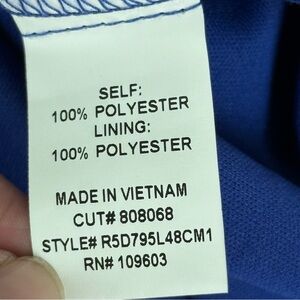 SELF:
100% POLYESTER
LINING:
100% POLYESTER
MADE IN VIETNAM
CUT# 808068
STYLE# R5D795L48CM1
RN# 109603